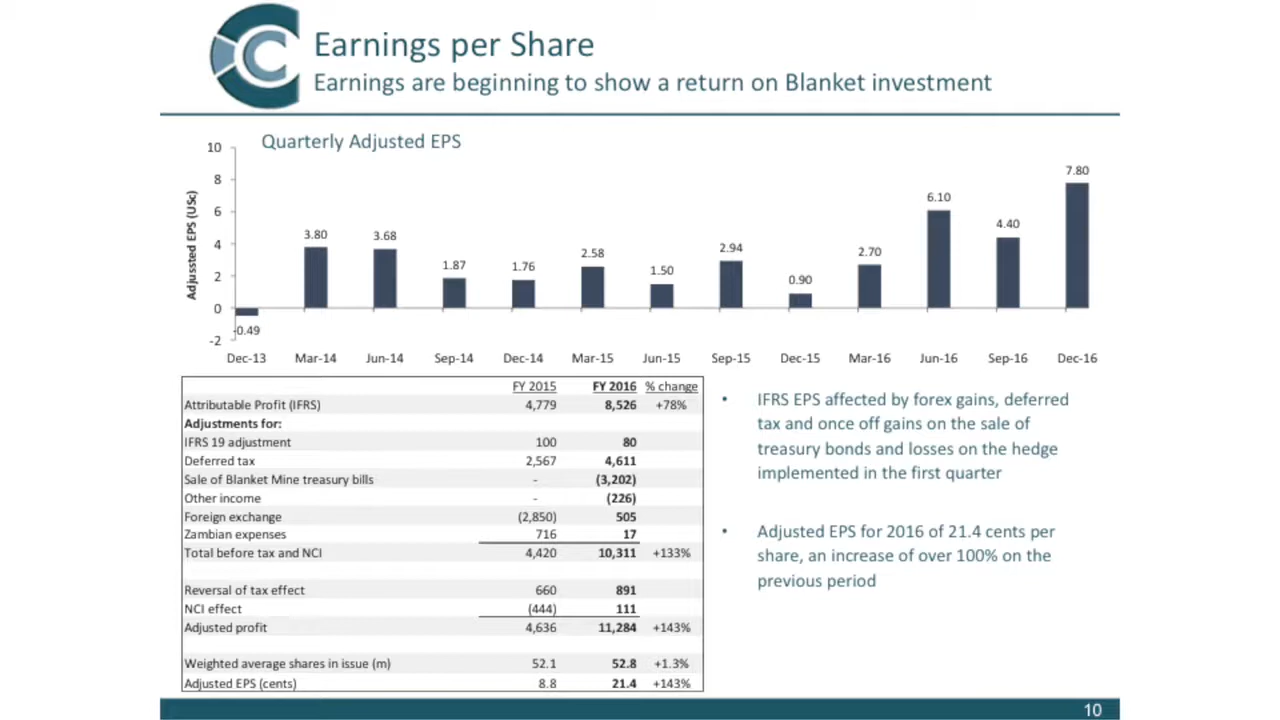 Earnings per Share
Earnings are beginning to show a return on Blanket investment
Quarterly Adjusted EPS
Adjussted EPS (USc)
10
8
6
4
2
0
-2
-0.49
3.80
3.68
1.87
1.76
2.58
1.50
2.94
0.90
2.70
6.10
4.40
7.80
Dec-13 Mar-14 Jun-14 Sep-14 Dec-14 Mar-15 Jun-15 Sep-15 Dec-15 Mar-16 Jun-16 Sep-16 Dec-16
FY 2015 FY 2016 % change
Attributable Profit (IFRS) 4,779 8,526 +78%
Adjustments for:
IFRS 19 adjustment 100 80
Deferred tax 2,567 4,611
Sale of Blanket Mine treasury bills - (3,202)
Other income - (226)
Foreign exchange (2,850) 505
Zambian expenses 716 17
Total before tax and NCI 4,420 10,311 +133%
Reversal of tax effect 660 891
NCI effect (444) 111
Adjusted profit 4,636 11,284 +143%
Weighted average shares in issue (m) 52.1 52.8 +1.3%
Adjusted EPS (cents) 8.8 21.4 +143%
• IFRS EPS affected by forex gains, deferred
tax and once off gains on the sale of
treasury bonds and losses on the hedge
implemented in the first quarter
• Adjusted EPS for 2016 of 21.4 cents per
share, an increase of over 100% on the
previous period
10